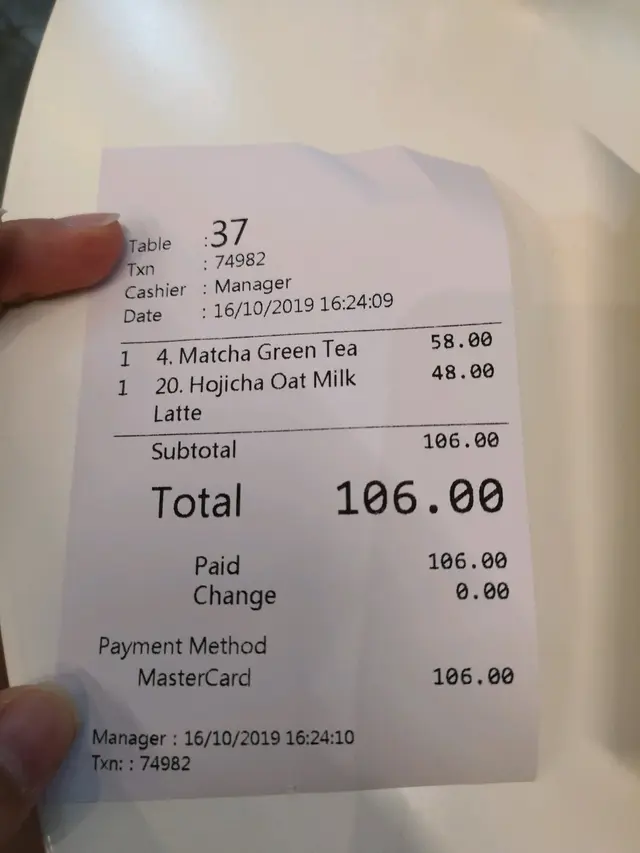 Table :37
Txn : 74982
Cashier : Manager
Date : 16/10/2019 16:24:09
1 4. Matcha Green Tea 58.00
1 20. Hojicha Oat Milk 48.00
Latte
Subtotal 106.00
Total 106.00
Paid 106.00
Change 0.00
Payment Method
MasterCard 106.00
Manager : 16/10/2019 16:24:10
Txn: : 74982